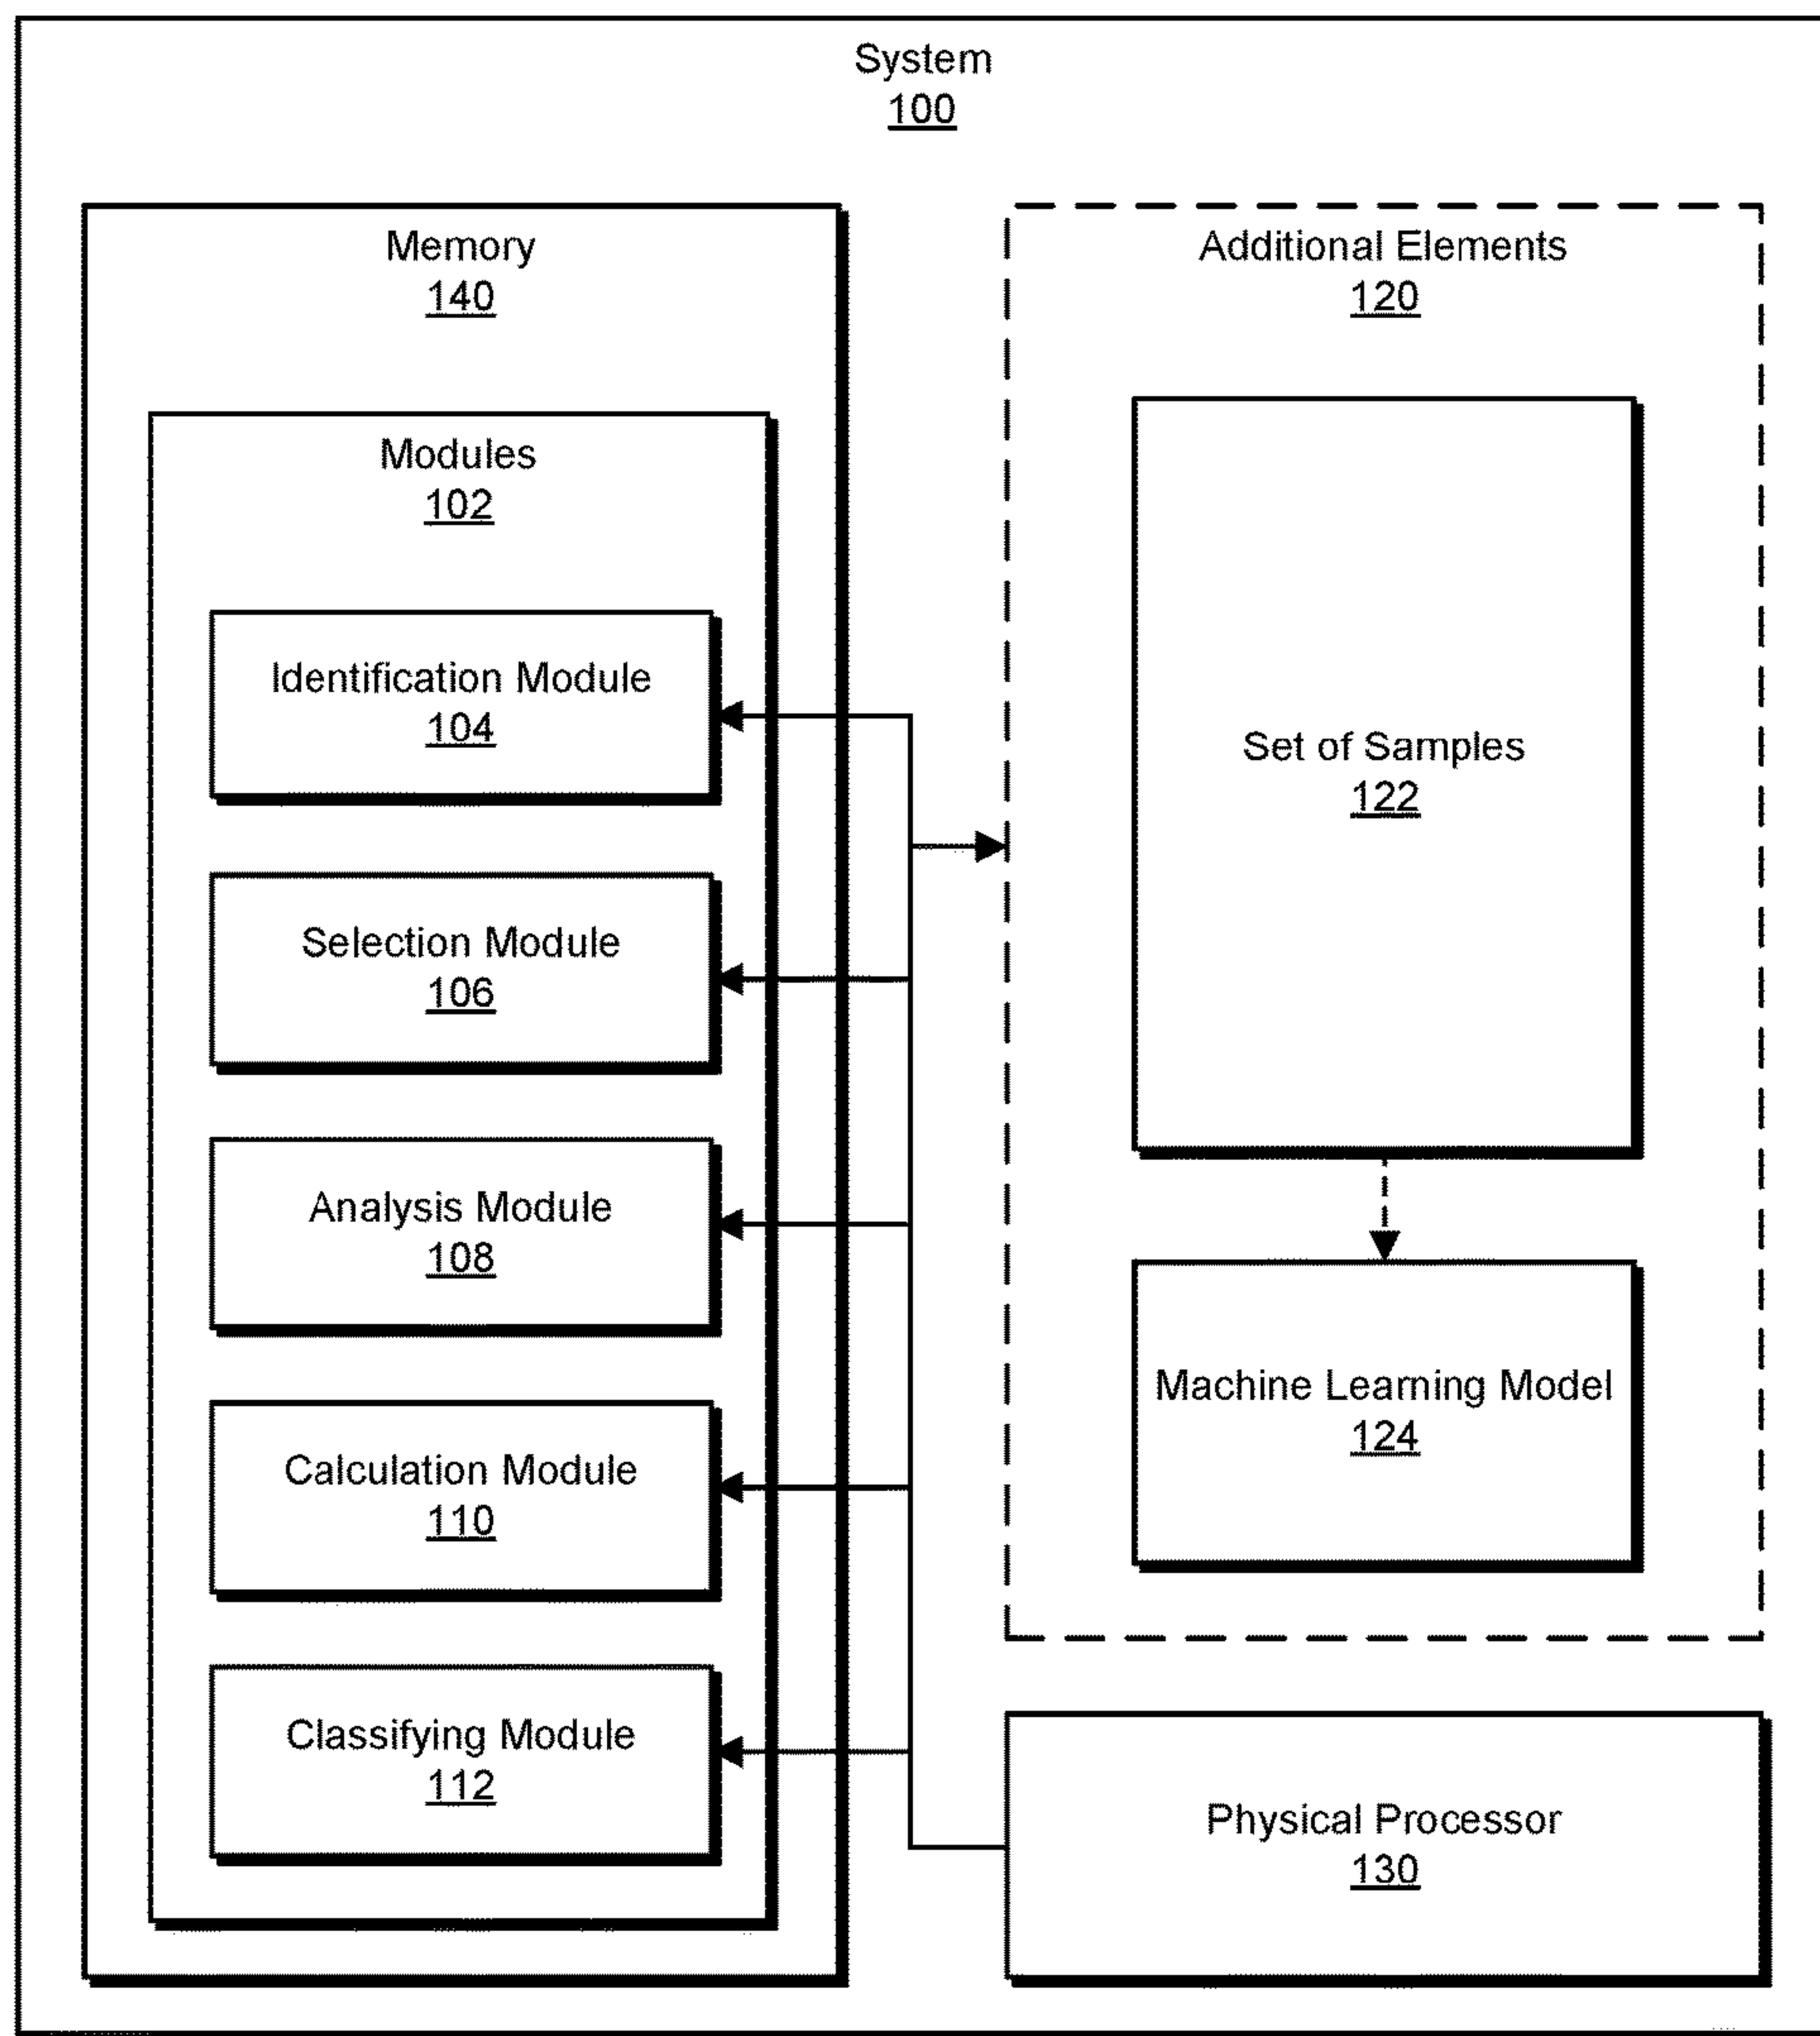 System
100
Memory
140
Modules
102
Identification Module
104
Selection Module
106
Analysis Module
108
Calculation Module
110
Classifying Module
112
Additional Elements
120
Set of Samples
122
Machine Learning Model
124
Physical Processor
130